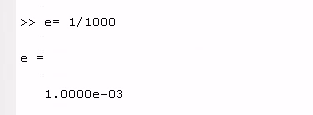 >> e= 1/1000
e =
1.0000e-03